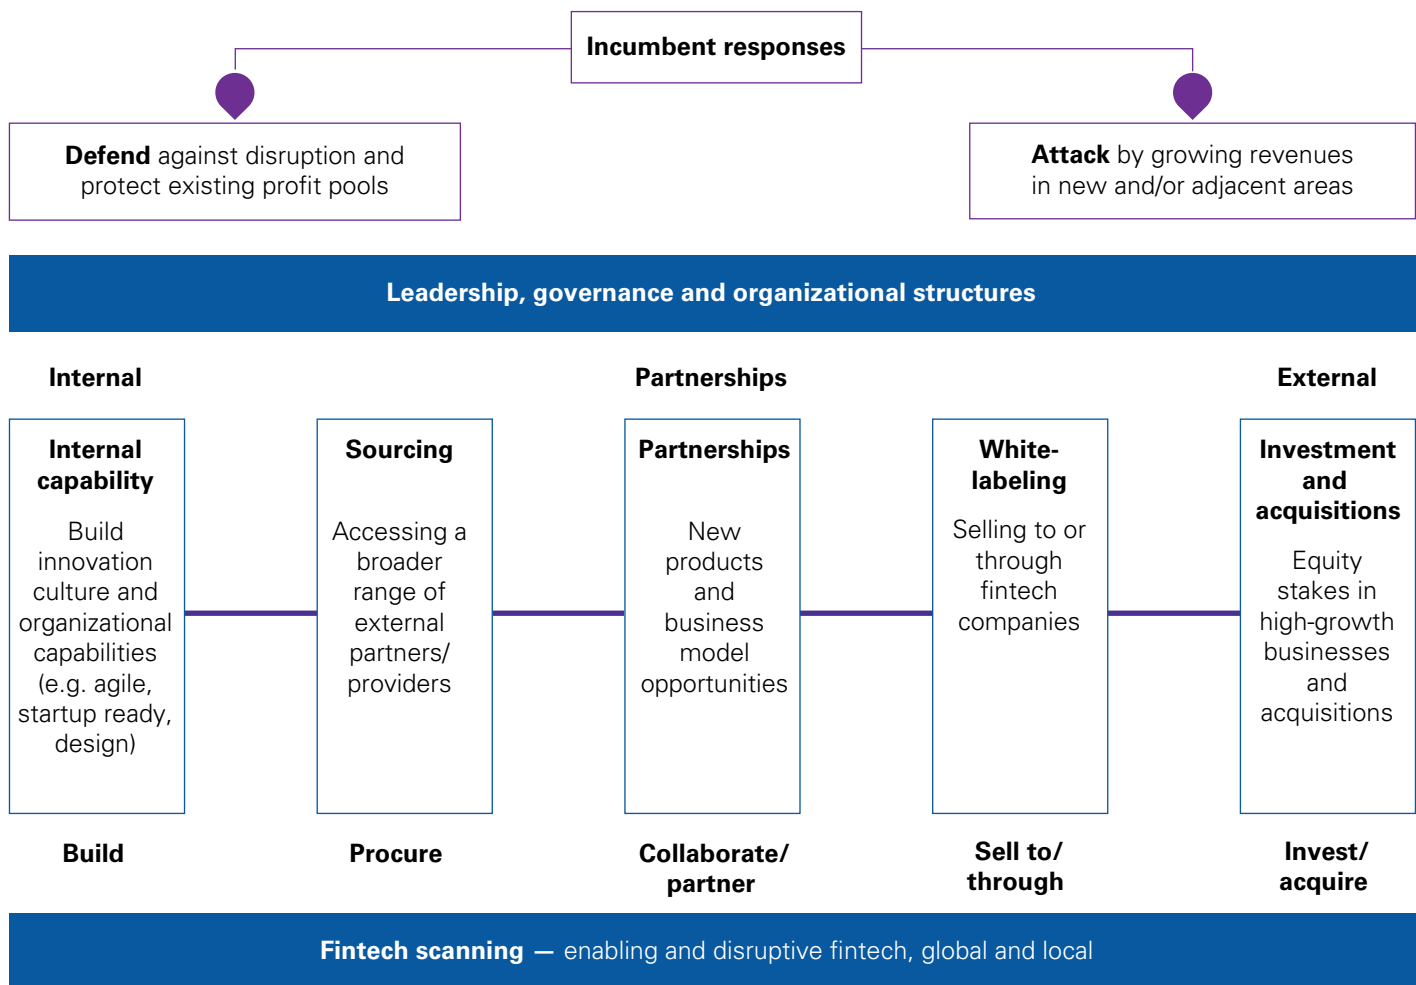 Incumbent responses
Defend against disruption and
protect existing profit pools
Attack by growing revenues
in new and/or adjacent areas
Leadership, governance and organizational structures
Internal
Partnerships
External
Internal
capability
Build
innovation
culture and
organizational
capabilities
(e.g. agile,
startup ready,
design)
Sourcing
Accessing a
broader
range of
external
partners/
providers
Partnerships
New
products
and
business
model
opportunities
White-
labeling
Selling to or
through
fintech
companies
Investment
and
acquisitions
Equity
stakes in
high-growth
businesses
and
acquisitions
Build
Procure
Collaborate/
partner
Sell to/
through
Invest/
acquire
Fintech scanning — enabling and disruptive fintech, global and local